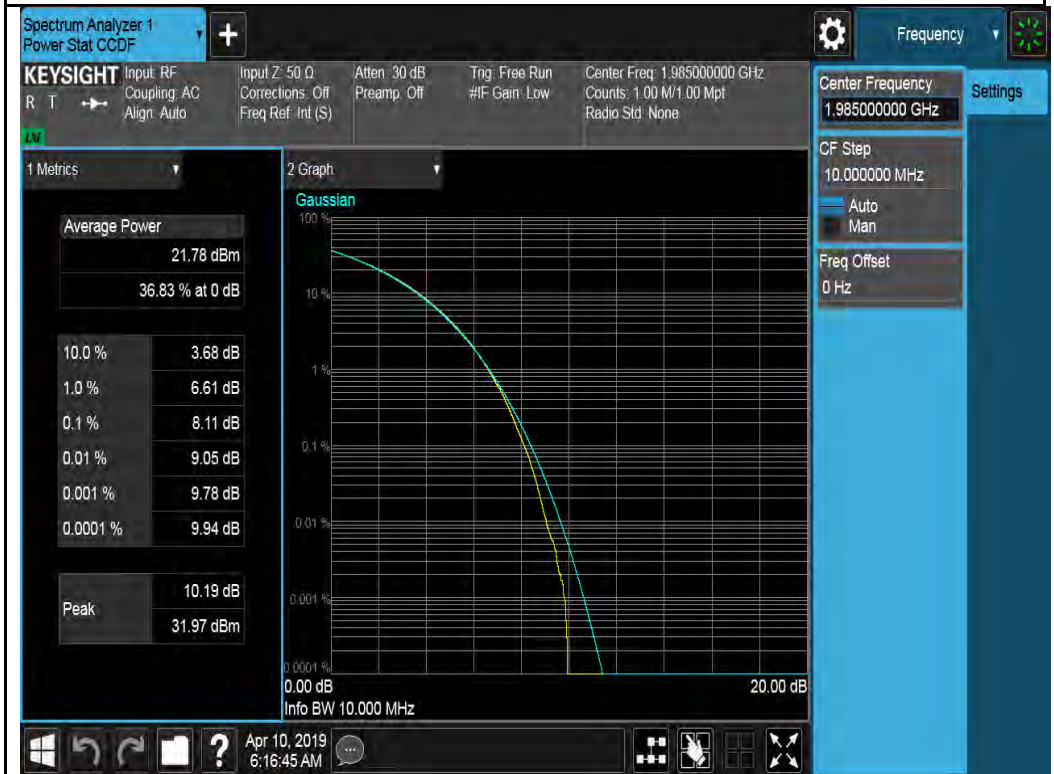 Spectrum Analyzer 1
Power Stat CCDF
+
Frequency
KEYSIGHT
R T
LXI
Input: RF
Coupling: AC
Align: Auto
Input Z: 50 Ω
Corrections: Off
Freq Ref: Int (S)
Atten: 30 dB
Preamp: Off
Trig: Free Run
#IF Gain: Low
Center Freq: 1.985000000 GHz
Counts: 1.00 M/1.00 Mpt
Radio Std: None
Center Frequency
1.985000000 GHz
Settings
CF Step
10.000000 MHz
Auto
Man
Freq Offset
0 Hz
1 Metrics
Average Power
21.78 dBm
36.83 % at 0 dB
10.0 % 3.68 dB
1.0 % 6.61 dB
0.1 % 8.11 dB
0.01 % 9.05 dB
0.001 % 9.78 dB
0.0001 % 9.94 dB
Peak
10.19 dB
31.97 dBm
2 Graph
Gaussian
100 %
10 %
1 %
0.1 %
0.01 %
0.001 %
0.0001 %
0.00 dB 20.00 dB
Info BW 10.000 MHz
?
Apr 10, 2019
6:16:45 AM